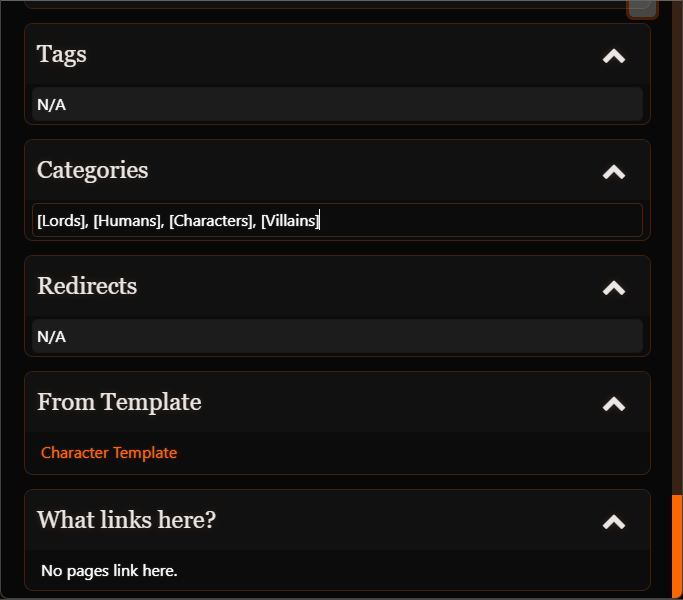 Tags
N/A
Categories
[Lords], [Humans], [Characters], [Villains]
Redirects
N/A
From Template
Character Template
What links here?
No pages link here.